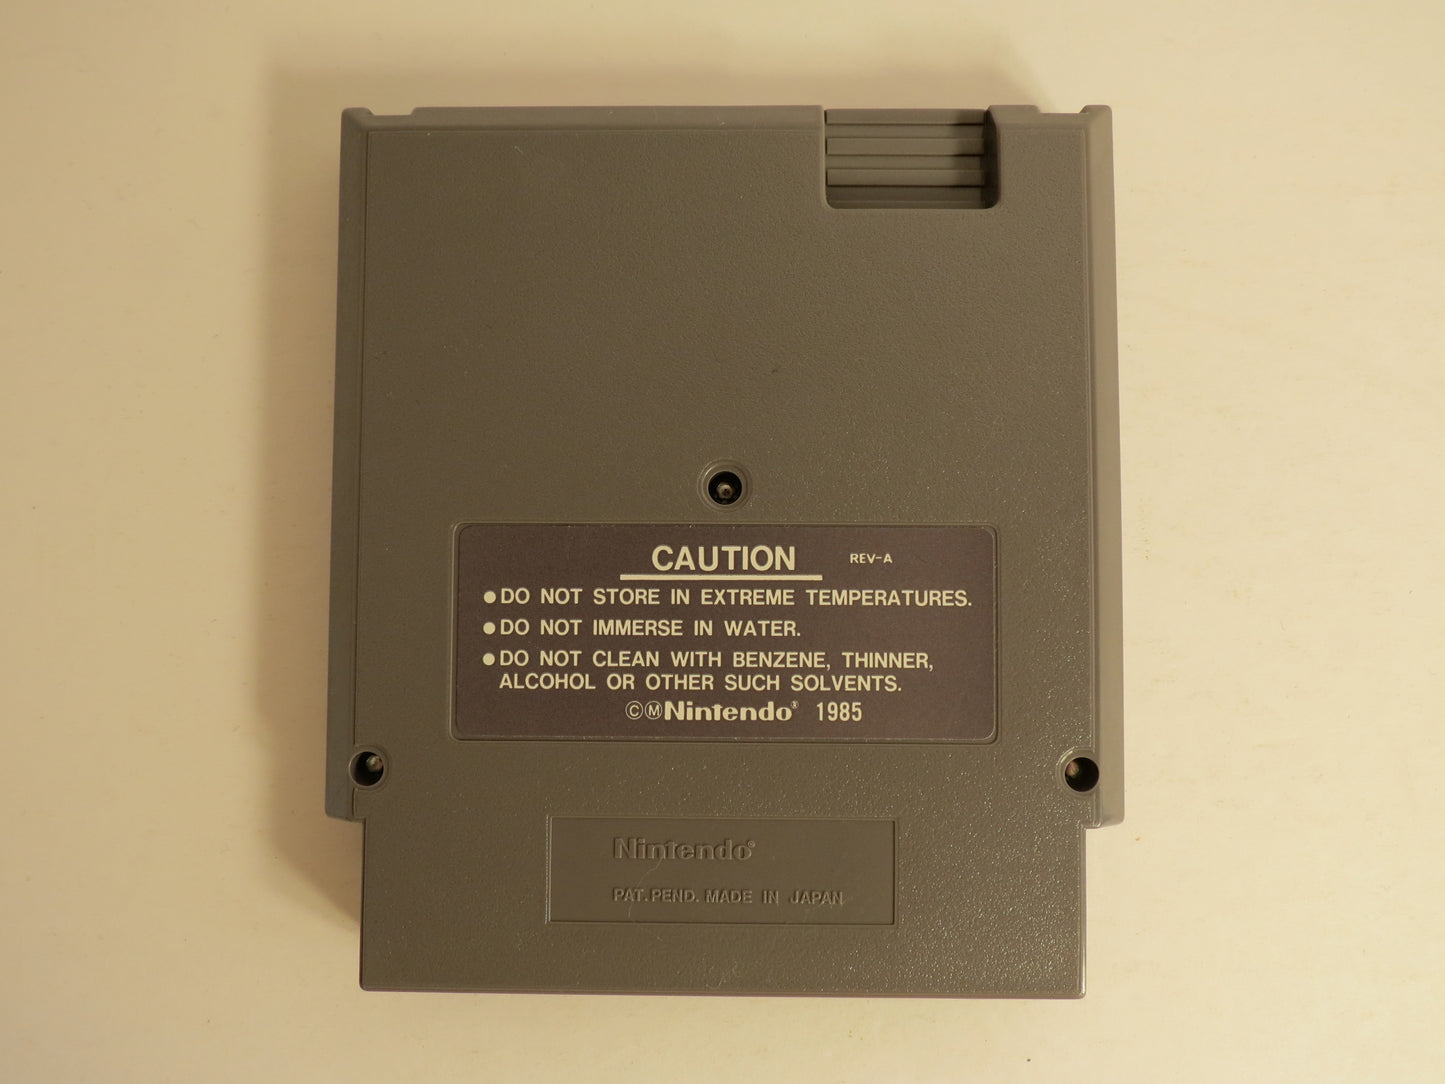 CAUTION REV-A
●DO NOT STORE IN EXTREME TEMPERATURES.
●DO NOT IMMERSE IN WATER.
●DO NOT CLEAN WITH BENZENE, THINNER,
ALCOHOL OR OTHER SUCH SOLVENTS.
ⒸⓂNintendo® 1985
Nintendo®
PAT. PEND. MADE IN JAPAN